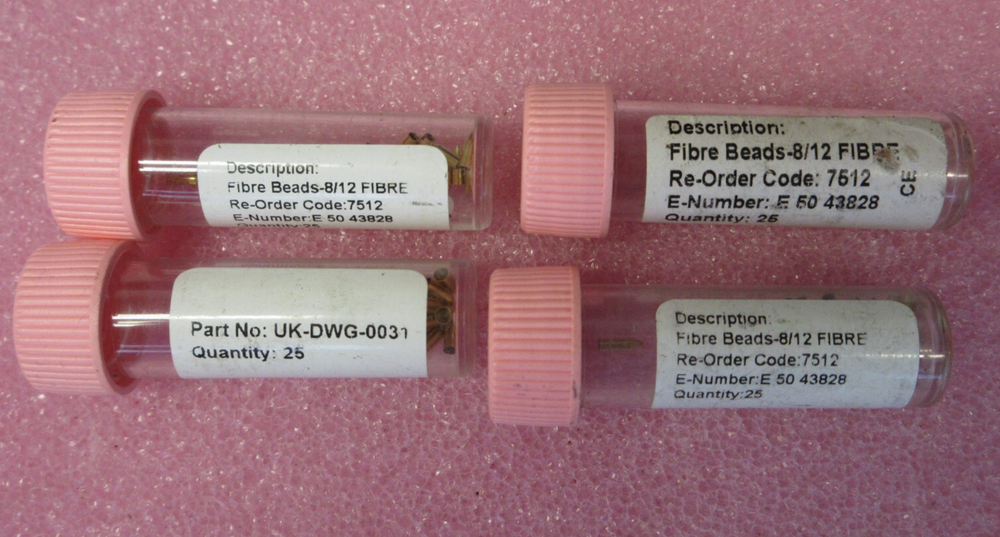 Description:
Fibre Beads-8/12 FIBRE
Re-Order Code:7512
E-Number:E 50 43828
Quantity:25
Description:
Fibre Beads-8/12 FIBRE
Re-Order Code: 7512
E-Number: E 50 43828
Quantity: 25
CE
Part No: UK-DWG-0031
Quantity: 25
Description:
Fibre Beads-8/12 FIBRE
Re-Order Code:7512
E-Number:E 50 43828
Quantity:25